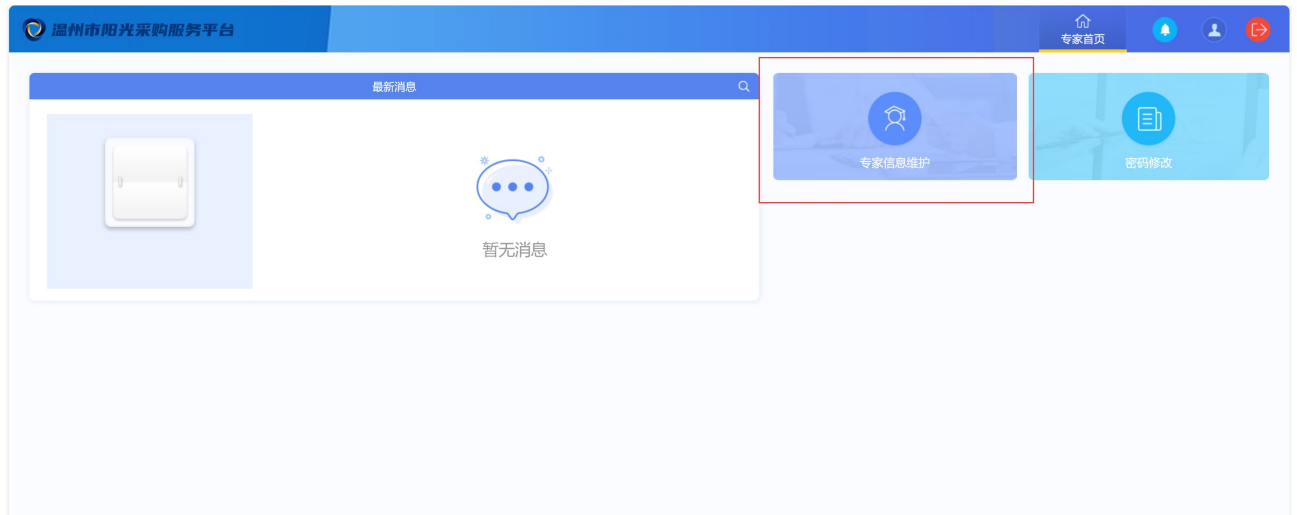 温州市阳光采购服务平台
专家首页
最新消息
暂无消息
专家信息维护
密码修改